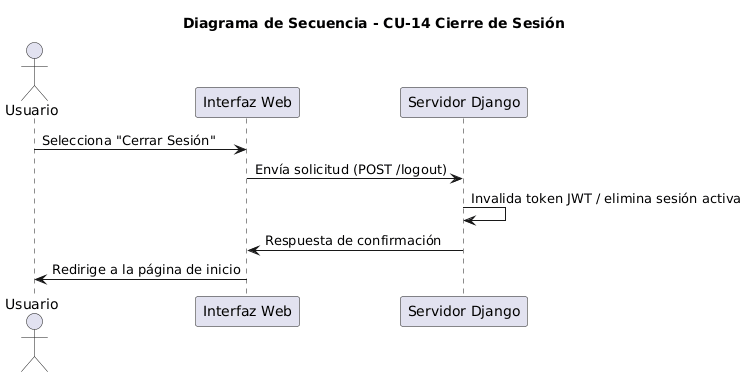 Diagrama de Secuencia - CU-14 Cierre de Sesión
Usuario
Interfaz Web
Servidor Django
Selecciona "Cerrar Sesión"
Envía solicitud (POST /logout)
Invalida token JWT / elimina sesión activa
Respuesta de confirmación
Redirige a la página de inicio
Usuario
Interfaz Web
Servidor Django